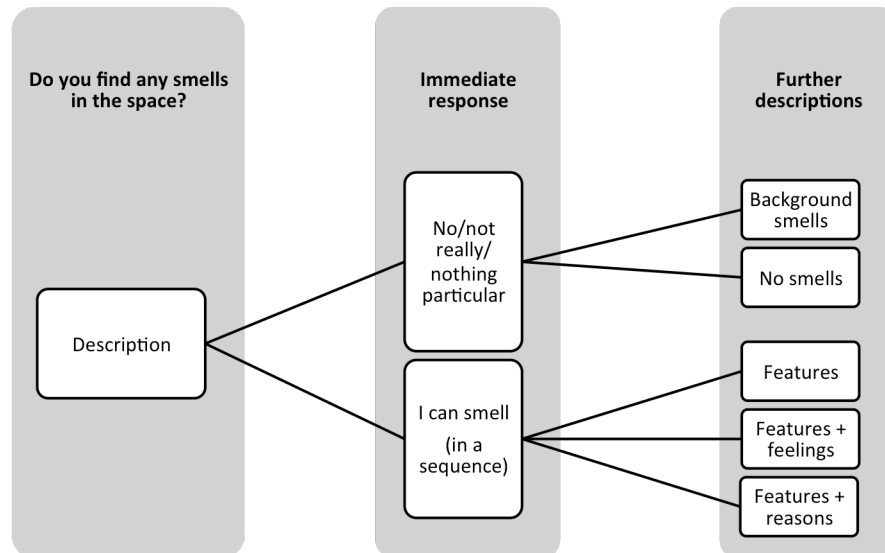 Do you find any smells
in the space?
Immediate
response
Further
descriptions
Description
No/not
really/
nothing
particular
I can smell
(in a
sequence)
Background
smells
No smells
Features
Features +
feelings
Features +
reasons